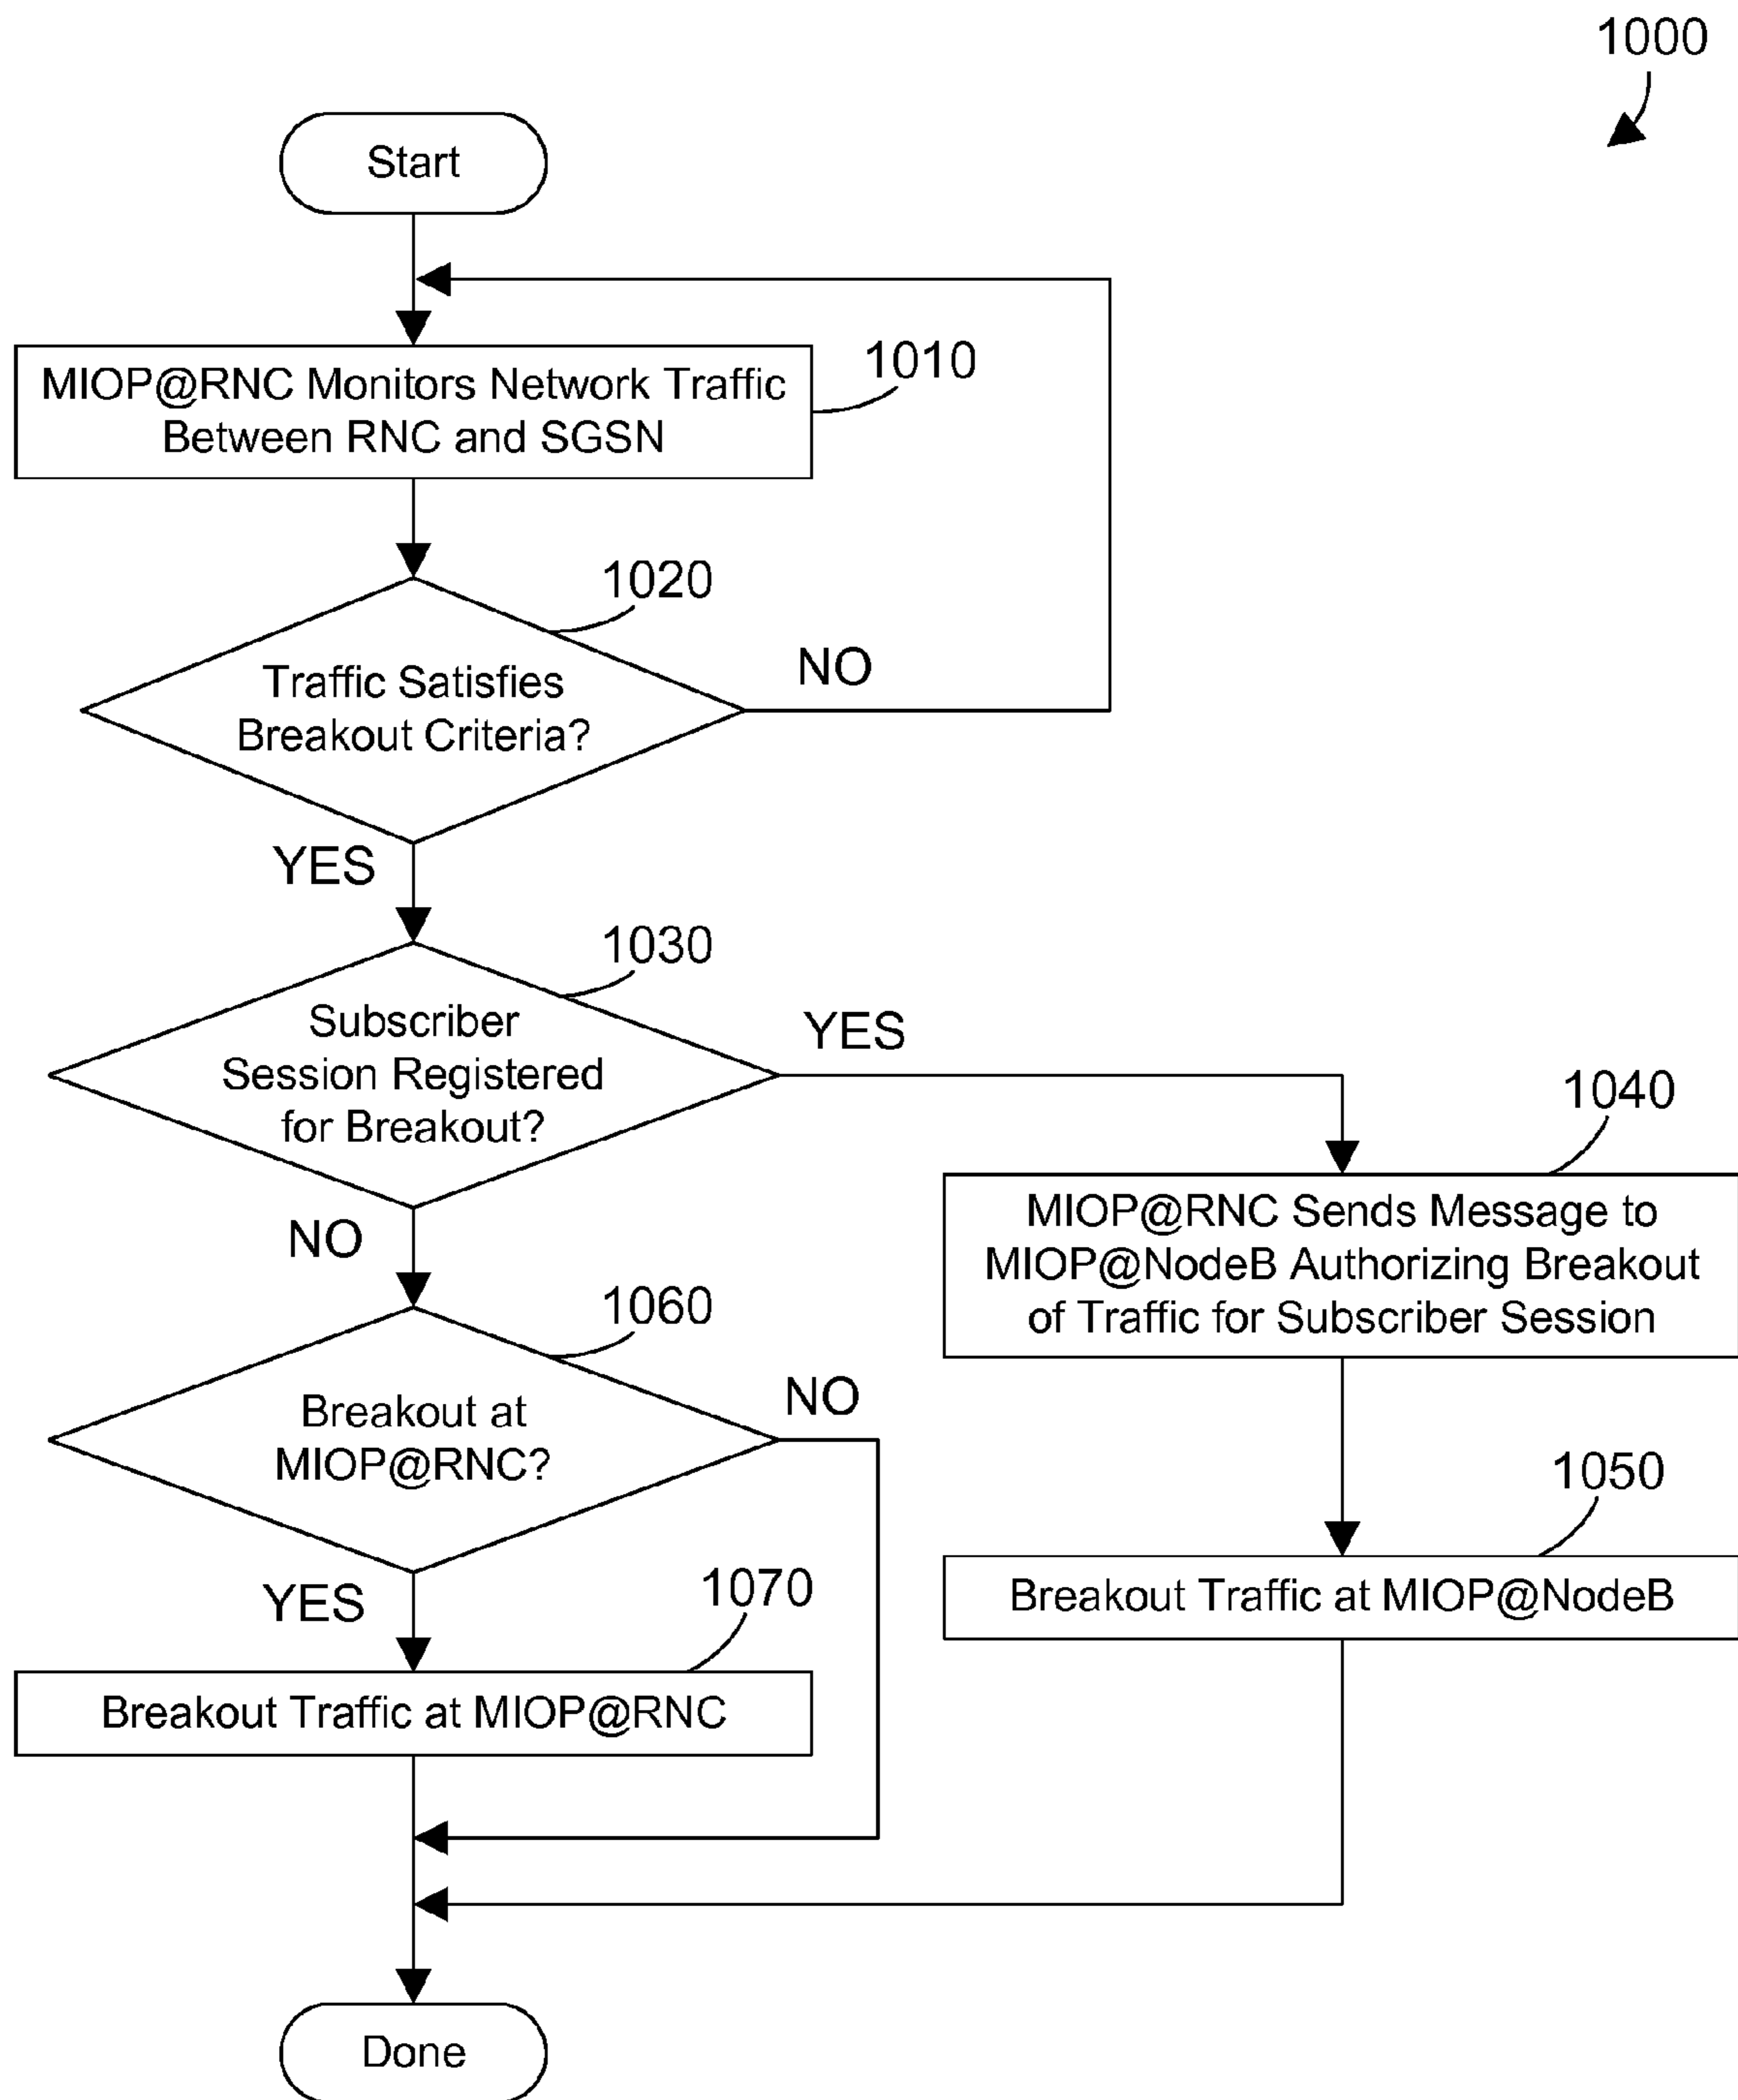 1000
Start
1010
MIOP@RNC Monitors Network Traffic
Between RNC and SGSN
1020
Traffic Satisfies
Breakout Criteria?
NO
YES
1030
Subscriber
Session Registered
for Breakout?
YES
NO
1040
MIOP@RNC Sends Message to
MIOP@NodeB Authorizing Breakout
of Traffic for Subscriber Session
1060
Breakout at
MIOP@RNC?
NO
YES
1050
Breakout Traffic at MIOP@NodeB
1070
Breakout Traffic at MIOP@RNC
Done